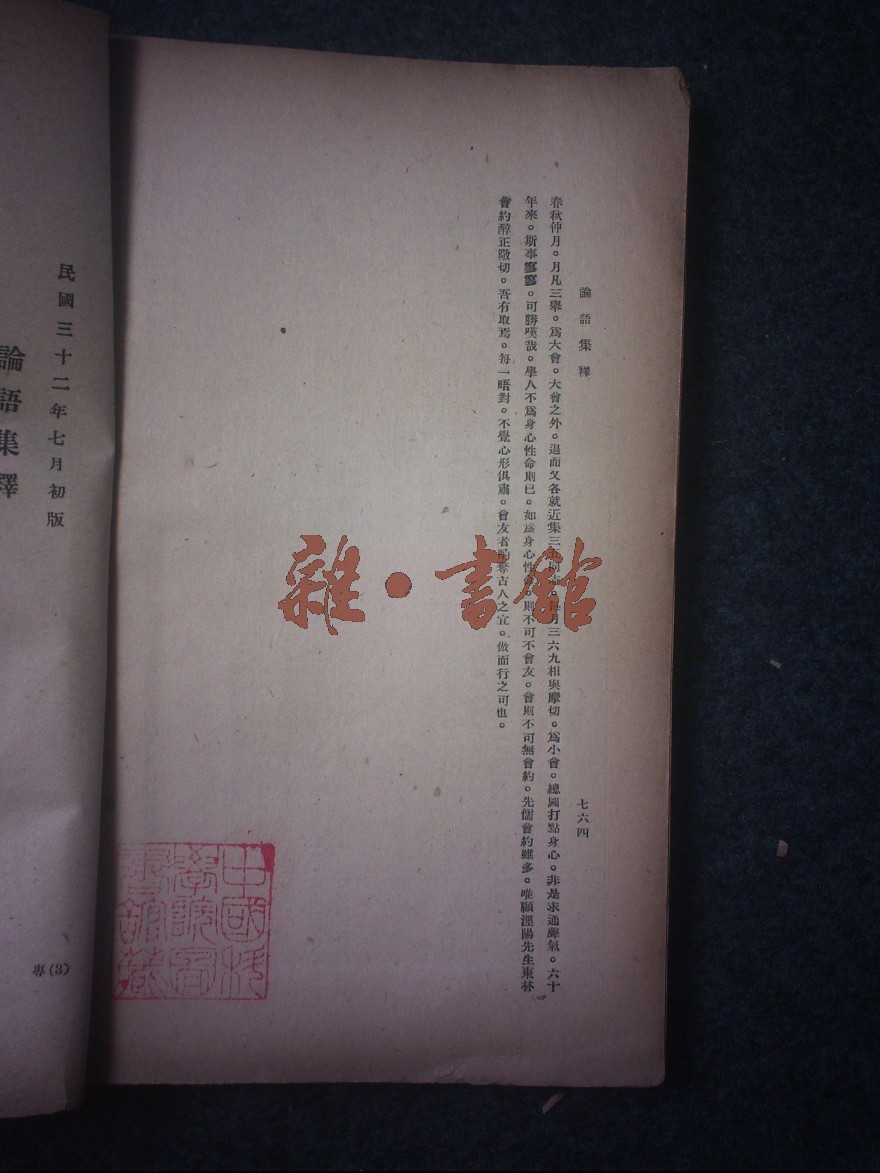 論語集釋
七六四
春秋仲月。月凡三舉。爲大會。大會之外。退而又各就近集三五同志。每月三六九相與摩切。爲小會。總圖打點身心。非是求通聲氣。六十
年來。斯事寥寥。可勝嘆哉。學人不爲身心性命則已。如爲身心性命。則不可不會友。會則不可無會約。先儒會約雖多。唯顧涇陽先生東林
會約醇正懇切。吾有取焉。每一晤對。不覺心形俱肅。會友者酌奪古人之宜。倣而行之可也。
民國三十二年七月初版
論語集釋
專(3)
雜·書館
中國
學
書館藏